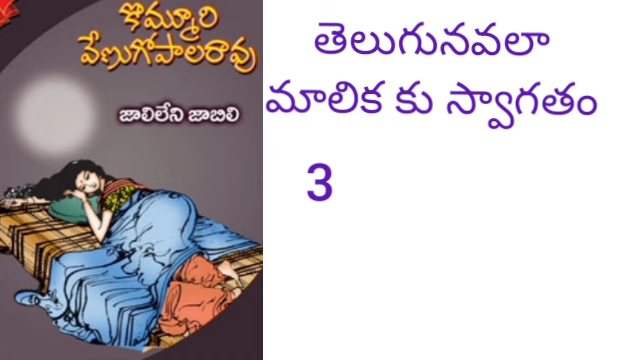 కొమ్మూరి
వేణుగోపాలరావు
జాలిలేని జాబిలి
తెలుగునవలా
మాలిక కు స్వాగతం
3